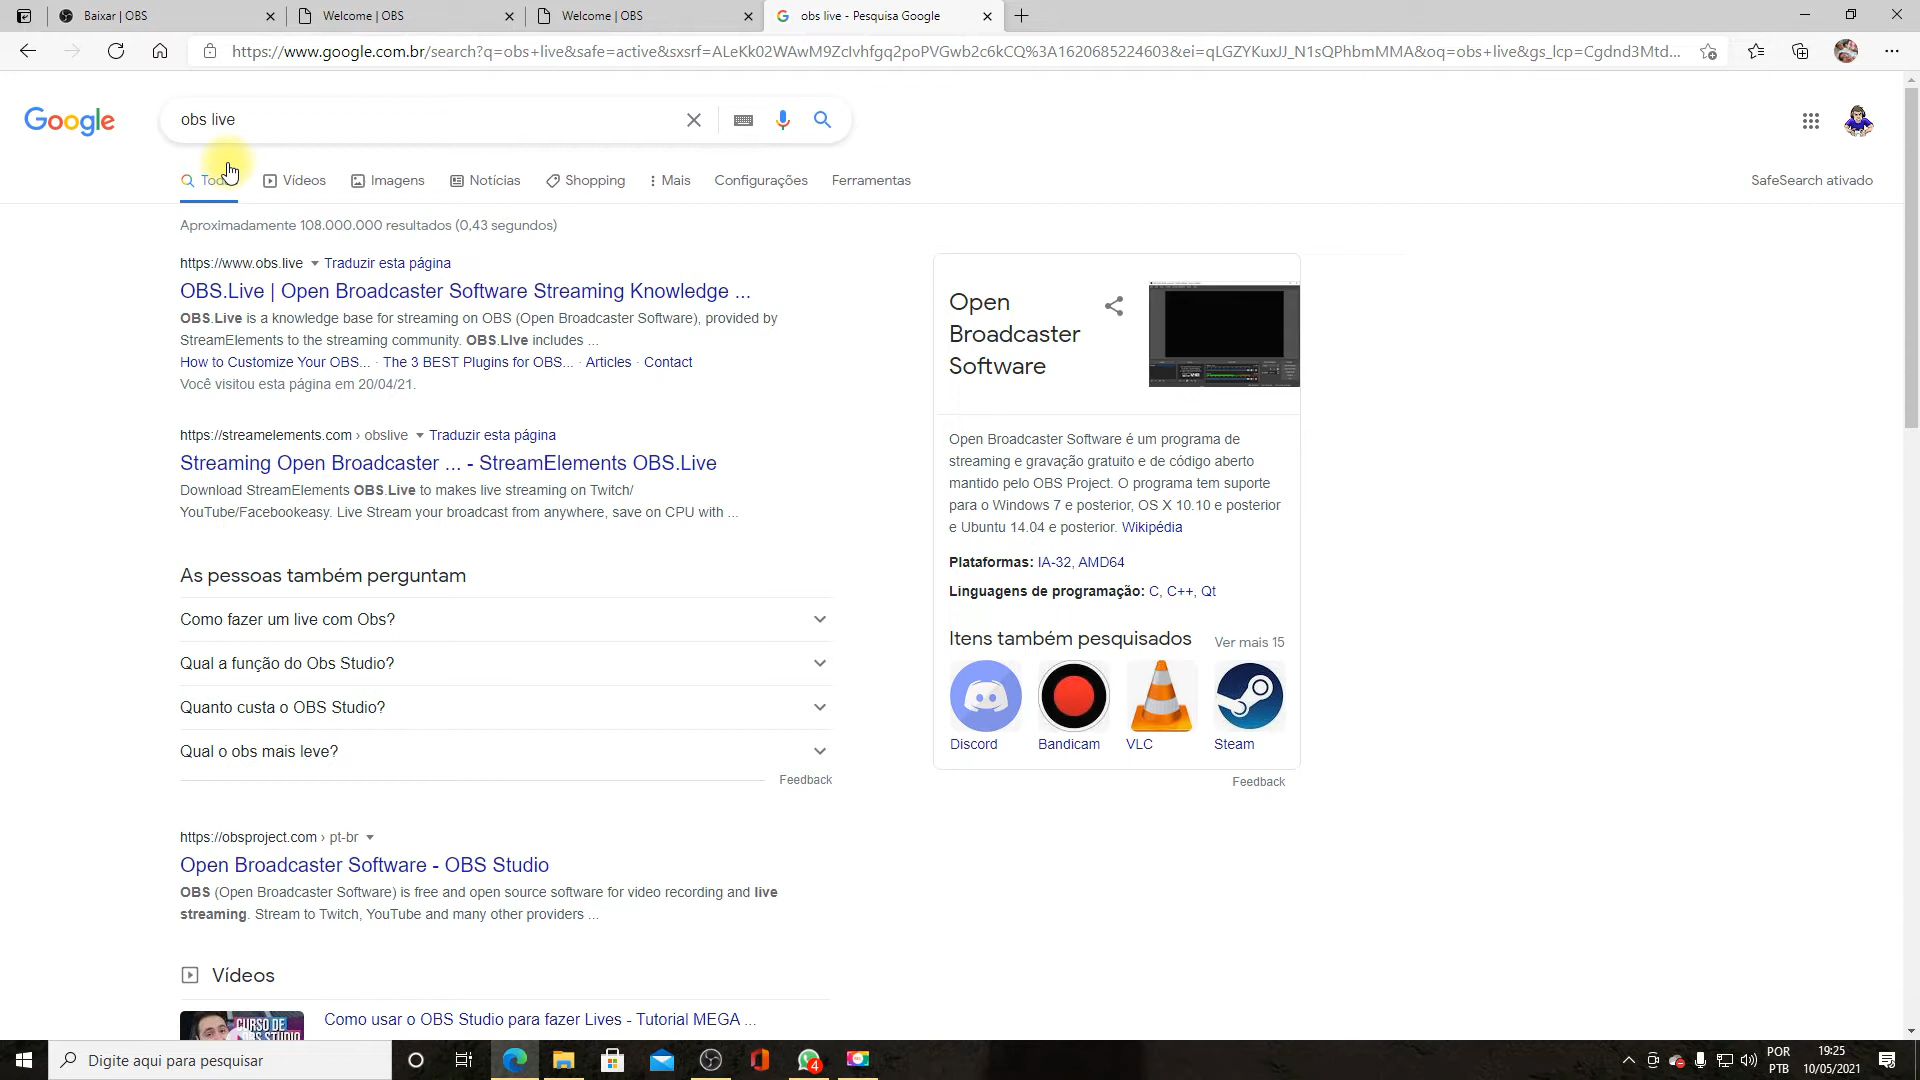 Baixar | OBS
Welcome | OBS
Welcome | OBS
obs live - Pesquisa Google
https://www.google.com.br/search?q=obs+live&safe=active&sxsrf=ALeKk02WAwM9ZcIvhfgq2poPVGwb2c6kCQ%3A1620685224603&ei=qLGZYKuxJJ_N1sQPhbmMMA&oq=obs+live&gs_lcp=Cgdnd3Mtd...
Google
obs live
Vídeos
Imagens
Notícias
Shopping
Mais
Configurações
Ferramentas
SafeSearch ativado
Aproximadamente 108.000.000 resultados (0,43 segundos)
https://www.obs.live Traduzir esta página
OBS.Live | Open Broadcaster Software Streaming Knowledge ...
OBS.Live is a knowledge base for streaming on OBS (Open Broadcaster Software), provided by
StreamElements to the streaming community. OBS.LIve includes ...
How to Customize Your OBS... · The 3 BEST Plugins for OBS... · Articles · Contact
Você visitou esta página em 20/04/21.
https://streamelements.com › obslive Traduzir esta página
Streaming Open Broadcaster ... - StreamElements OBS.Live
Download StreamElements OBS.Live to makes live streaming on Twitch/
YouTube/Facebookeasy. Live Stream your broadcast from anywhere, save on CPU with ...
As pessoas também perguntam
Como fazer um live com Obs?
Qual a função do Obs Studio?
Quanto custa o OBS Studio?
Qual o obs mais leve?
Feedback
https://obsproject.com › pt-br
Open Broadcaster Software - OBS Studio
OBS (Open Broadcaster Software) is free and open source software for video recording and live
streaming. Stream to Twitch, YouTube and many other providers ...
Vídeos
CURSO DE
Como usar o OBS Studio para fazer Lives - Tutorial MEGA ...
Open
Broadcaster
Software
Open Broadcaster Software é um programa de
streaming e gravação gratuito e de código aberto
mantido pelo OBS Project. O programa tem suporte
para o Windows 7 e posterior, OS X 10.10 e posterior
e Ubuntu 14.04 e posterior. Wikipédia
Plataformas: IA-32, AMD64
Linguagens de programação: C, C++, Qt
Itens também pesquisados
Ver mais 15
Discord
Bandicam
VLC
Steam
Feedback
Digite aqui para pesquisar
4
POR
PTB
19:25
10/05/2021